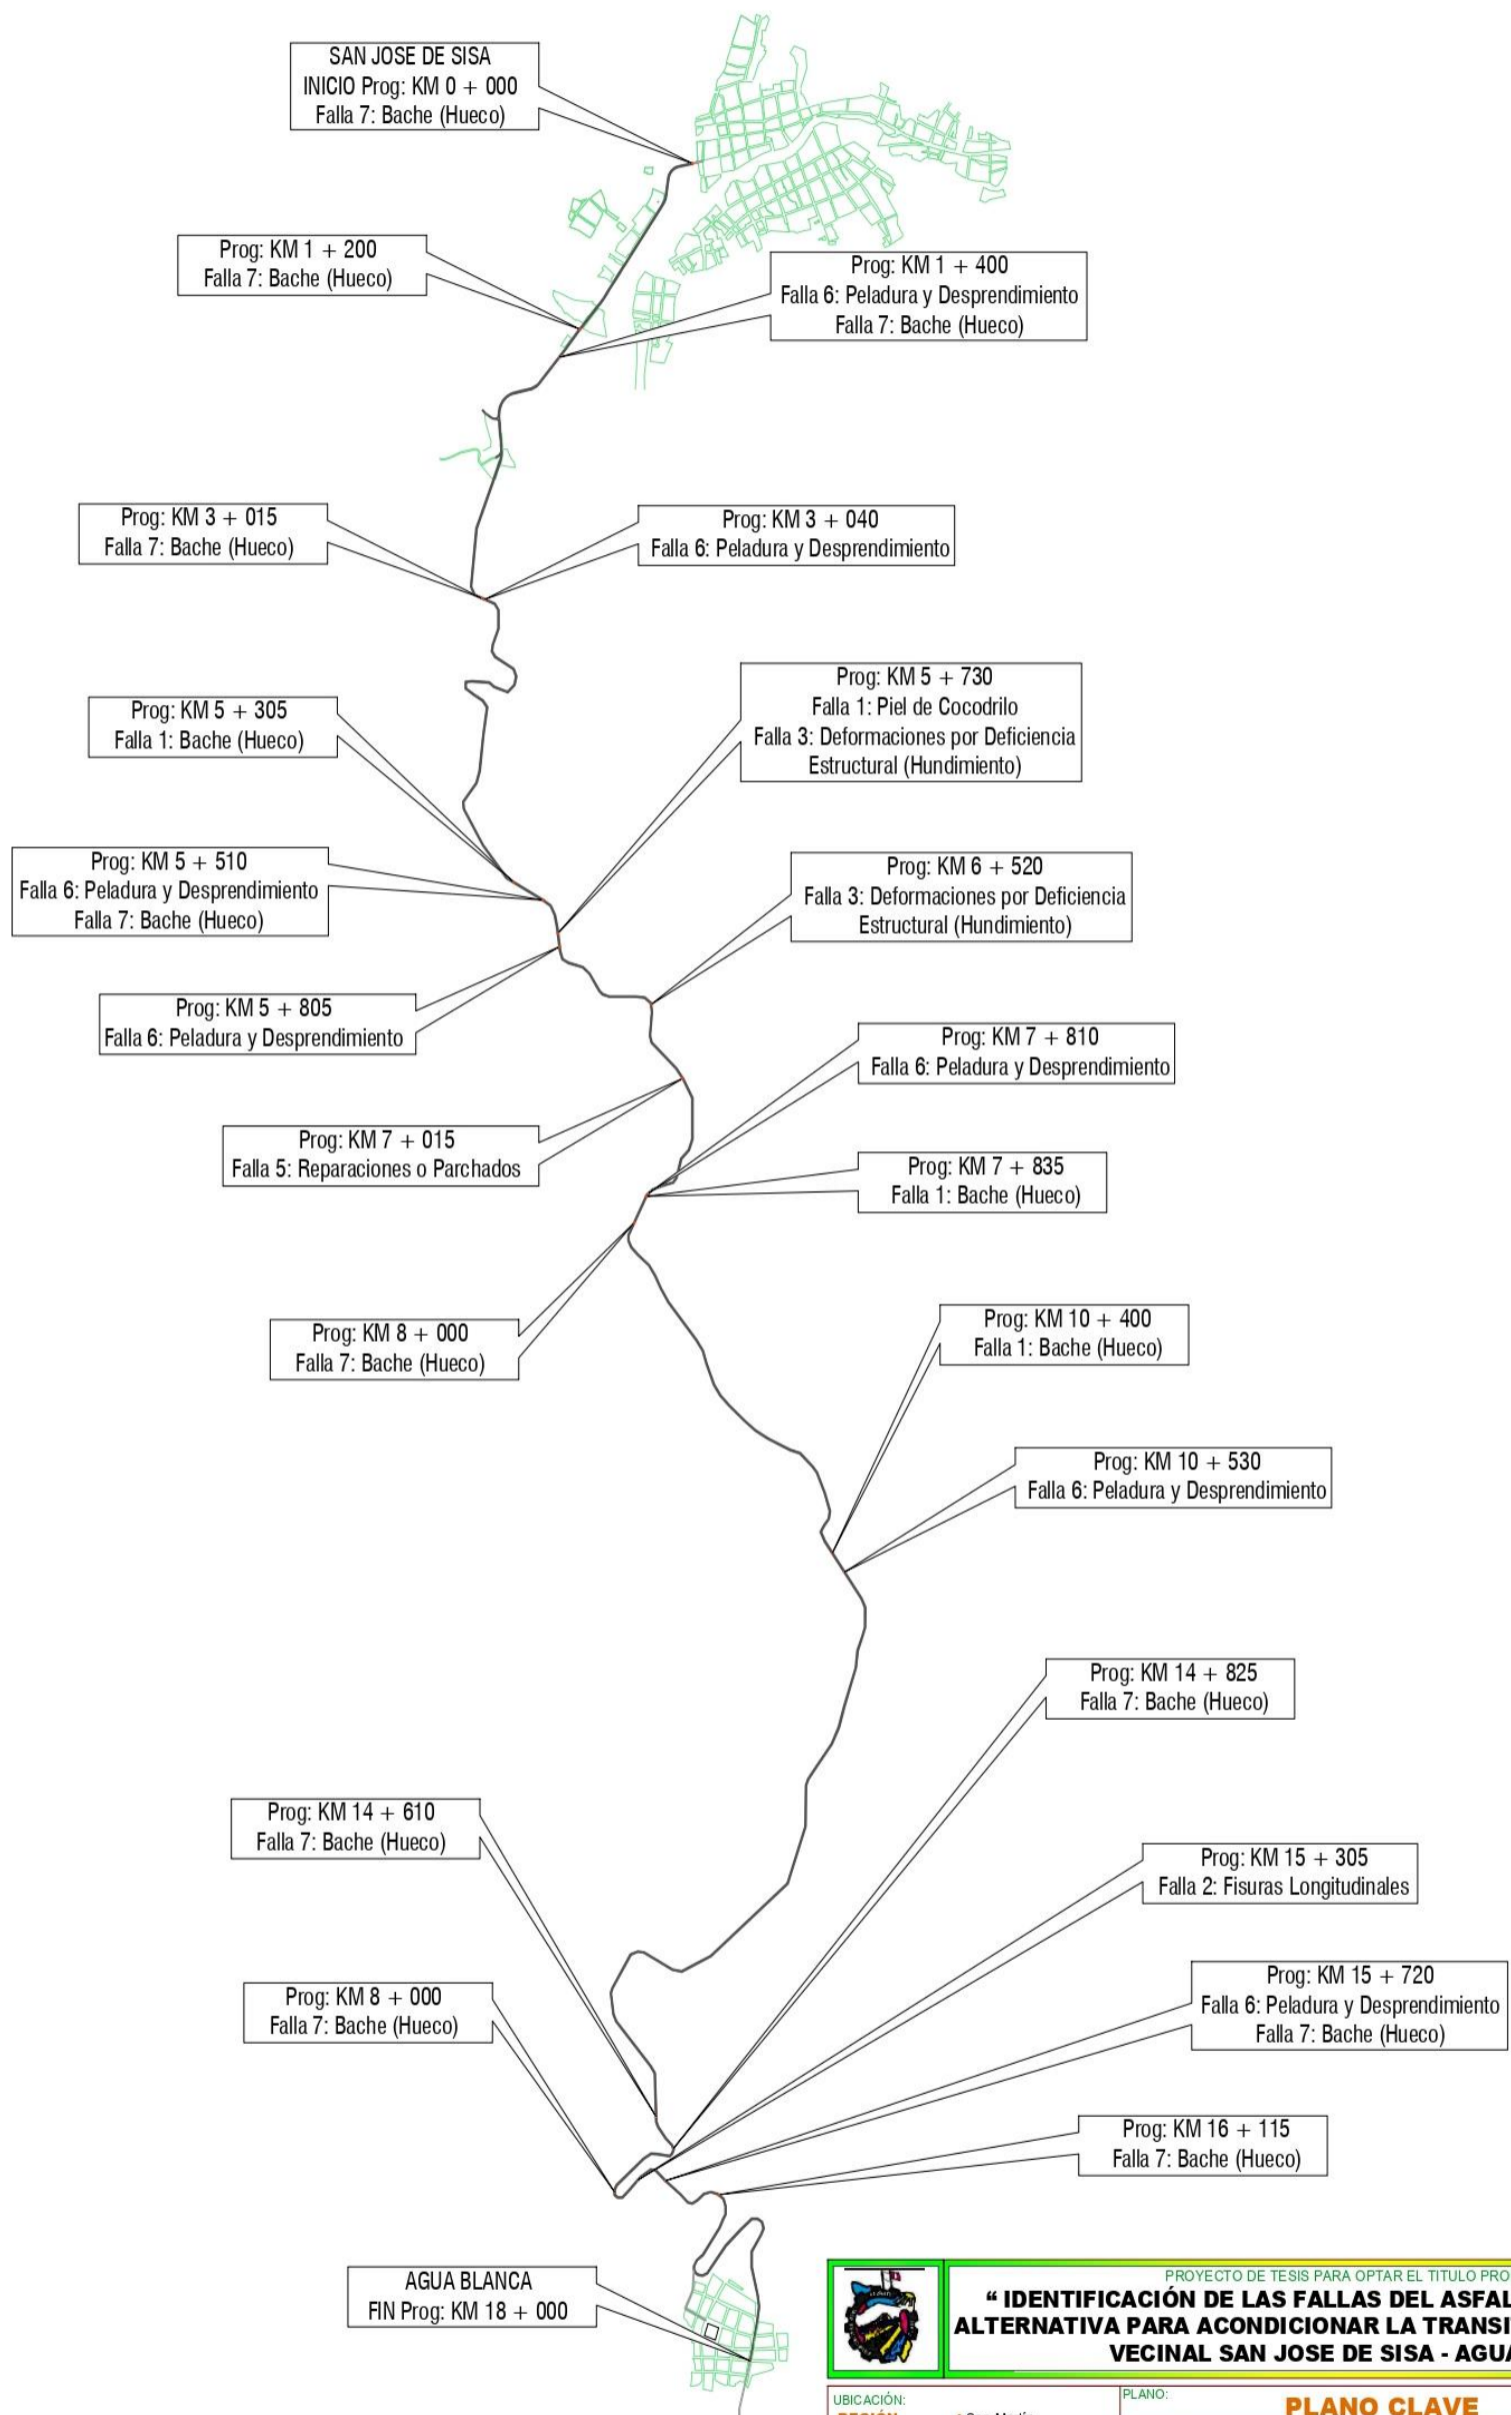 SAN JOSE DE SISA
INICIO Prog: KM 0 + 000
Falla 7: Bache (Hueco)
Prog: KM 1 + 200
Falla 7: Bache (Hueco)
Prog: KM 1 + 400
Falla 6: Peladura y Desprendimiento
Falla 7: Bache (Hueco)
Prog: KM 3 + 015
Falla 7: Bache (Hueco)
Prog: KM 3 + 040
Falla 6: Peladura y Desprendimiento
Prog: KM 5 + 730
Falla 1: Piel de Cocodrilo
Falla 3: Deformaciones por Deficiencia
Estructural (Hundimiento)
Prog: KM 5 + 305
Falla 1: Bache (Hueco)
Prog: KM 5 + 510
Falla 6: Peladura y Desprendimiento
Falla 7: Bache (Hueco)
Prog: KM 6 + 520
Falla 3: Deformaciones por Deficiencia
Estructural (Hundimiento)
Prog: KM 5 + 805
Falla 6: Peladura y Desprendimiento
Prog: KM 7 + 810
Falla 6: Peladura y Desprendimiento
Prog: KM 7 + 015
Falla 5: Reparaciones o Parchados
Prog: KM 7 + 835
Falla 1: Bache (Hueco)
Prog: KM 8 + 000
Falla 7: Bache (Hueco)
Prog: KM 10 + 400
Falla 1: Bache (Hueco)
Prog: KM 10 + 530
Falla 6: Peladura y Desprendimiento
Prog: KM 14 + 825
Falla 7: Bache (Hueco)
Prog: KM 14 + 610
Falla 7: Bache (Hueco)
Prog: KM 15 + 305
Falla 2: Fisuras Longitudinales
Prog: KM 8 + 000
Falla 7: Bache (Hueco)
Prog: KM 15 + 720
Falla 6: Peladura y Desprendimiento
Falla 7: Bache (Hueco)
Prog: KM 16 + 115
Falla 7: Bache (Hueco)
AGUA BLANCA
FIN Prog: KM 18 + 000
PROYECTO DE TESIS PARA OPTAR EL TITULO PRO
“ IDENTIFICACIÓN DE LAS FALLAS DEL ASFAL
ALTERNATIVA PARA ACONDICIONAR LA TRANSI
VECINAL SAN JOSE DE SISA - AGUA
UBICACIÓN:
PLANO:
PLANO CLAVE